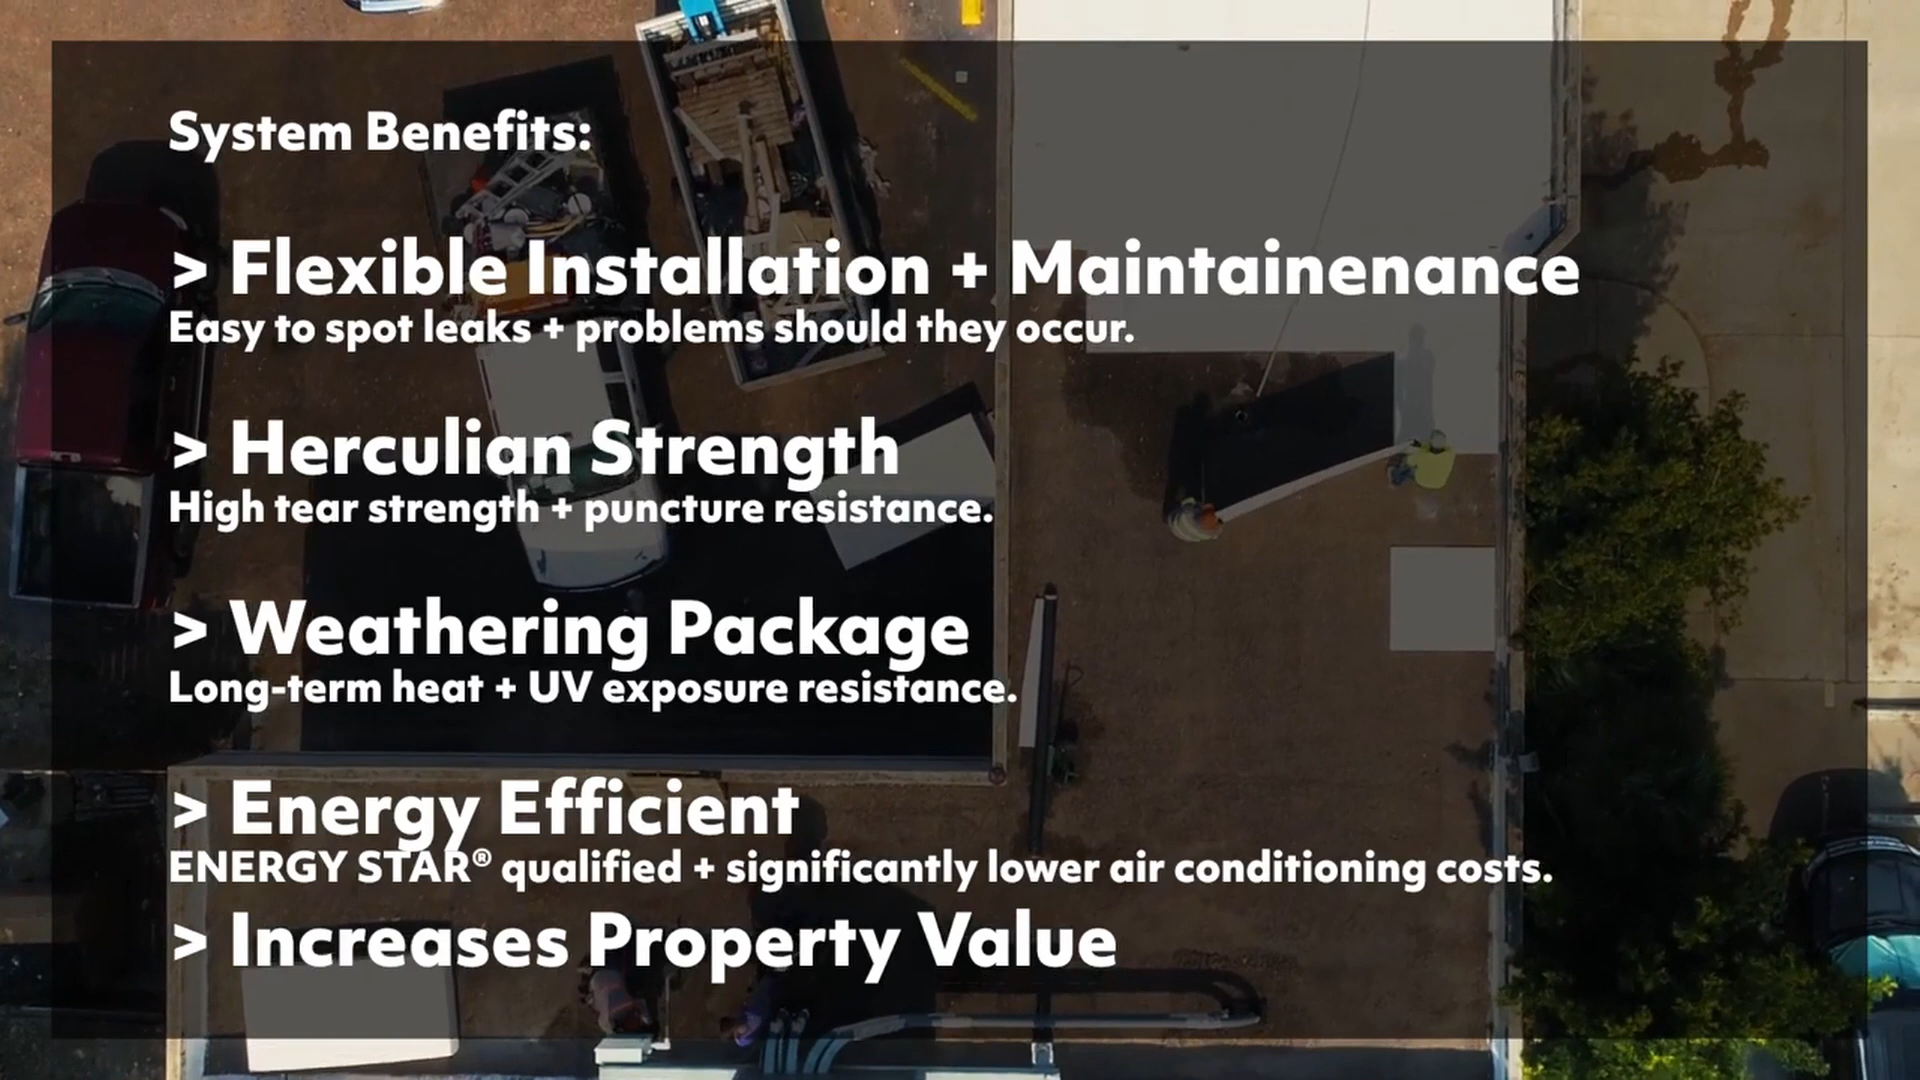 System Benefits:
> Flexible Installation + Maintainenance
Easy to spot leaks + problems should they occur.
> Herculian Strength
High tear strength + puncture resistance.
> Weathering Package
Long-term heat + UV exposure resistance.
> Energy Efficient
ENERGY STAR® qualified + significantly lower air conditioning costs.
> Increases Property Value